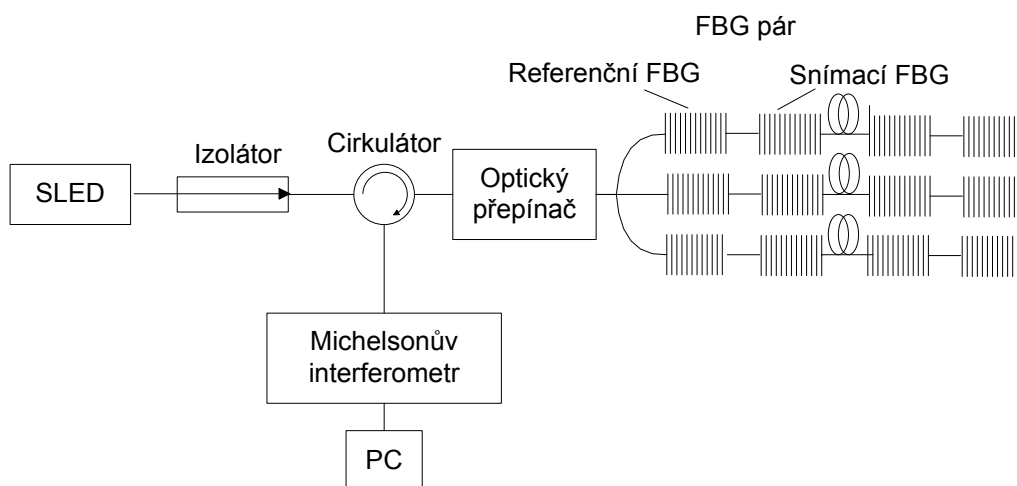 FBG pár
Referenční FBG
Snímací FBG
Izolátor
Cirkulátor
SLED
Optický
přepínač
Michelsonův
interferometr
PC